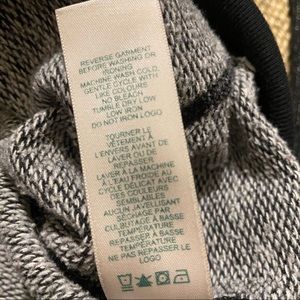 REVERSE GARMENT
BEFORE WASHING OR
IRONING
MACHINE WASH COLD,
GENTLE CYCLE WITH
LIKE COLOURS
NO BLEACH
TUMBLE DRY LOW
LOW IRON
DO NOT IRON LOGO
TOURNER LE
VÊTEMENT À
L'ENVERS AVANT DE
LAVER OU DE
REPASSER
LAVER À LA MACHINE
À L'EAU FROIDE AU
CYCLE DÉLICAT AVEC
DES COULEURS
SEMBLABLES
AUCUN JAVELLISANT
SÉCHAGE PAR
CULBUTAGE À BASSE
TEMPÉRATURE
REPASSER À BASSE
TEMPÉRATURE
NE PAS REPASSER LE
LOGO